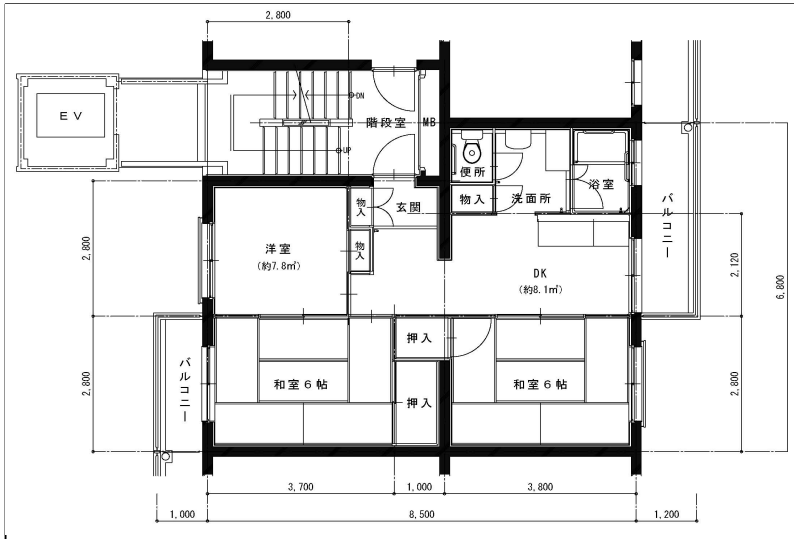 2,800
EV
DN
階段室
MB
UP
便所
浴室
物入
洗面所
物入
玄関
バルコニー
洋室
(約7.8㎡)
物入
DK
(約8.1㎡)
2,800
2,120
6,800
押入
バルコニー
和室6帖
和室6帖
押入
2,800
2,800
3,700
1,000
3,800
1,000
8,500
1,200